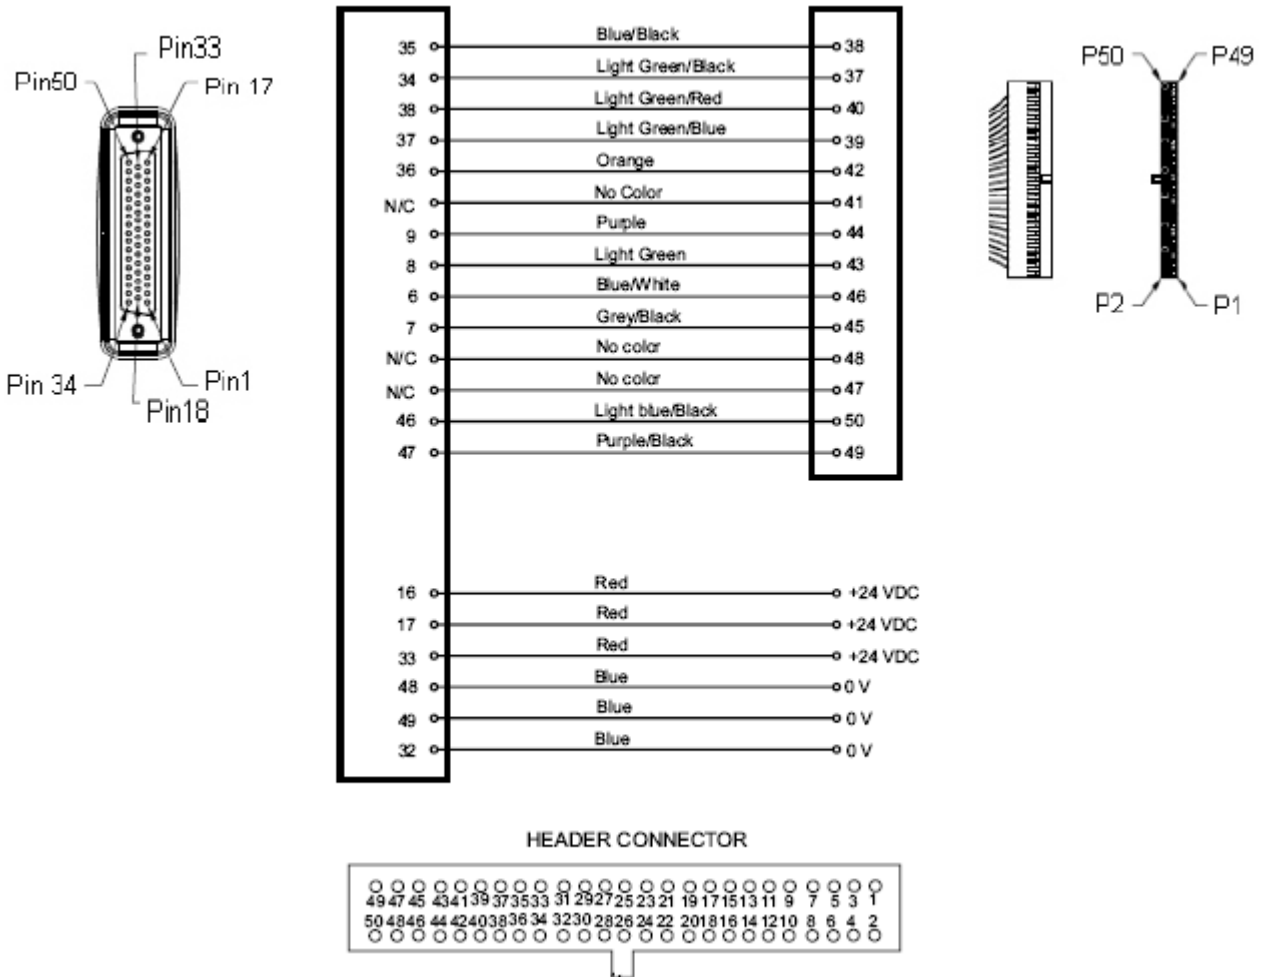 Pin33
Pin50
Pin 17
Pin 34
Pin1
Pin18
35 Blue/Black 38
34 Light Green/Black 37
38 Light Green/Red 40
37 Light Green/Blue 39
36 Orange 42
N/C No Color 41
9 Purple 44
8 Light Green 43
6 Blue/White 46
7 Grey/Black 45
N/C No color 48
N/C No color 47
46 Light blue/Black 50
47 Purple/Black 49
16 Red +24 VDC
17 Red +24 VDC
33 Red +24 VDC
48 Blue 0 V
49 Blue 0 V
32 Blue 0 V
P50 P49
P2 P1
HEADER CONNECTOR
49 47 45 43 41 39 37 35 33 31 29 27 25 23 21 19 17 15 13 11 9 7 5 3 1
50 48 46 44 42 40 38 36 34 32 30 28 26 24 22 20 18 16 14 12 10 8 6 4 2